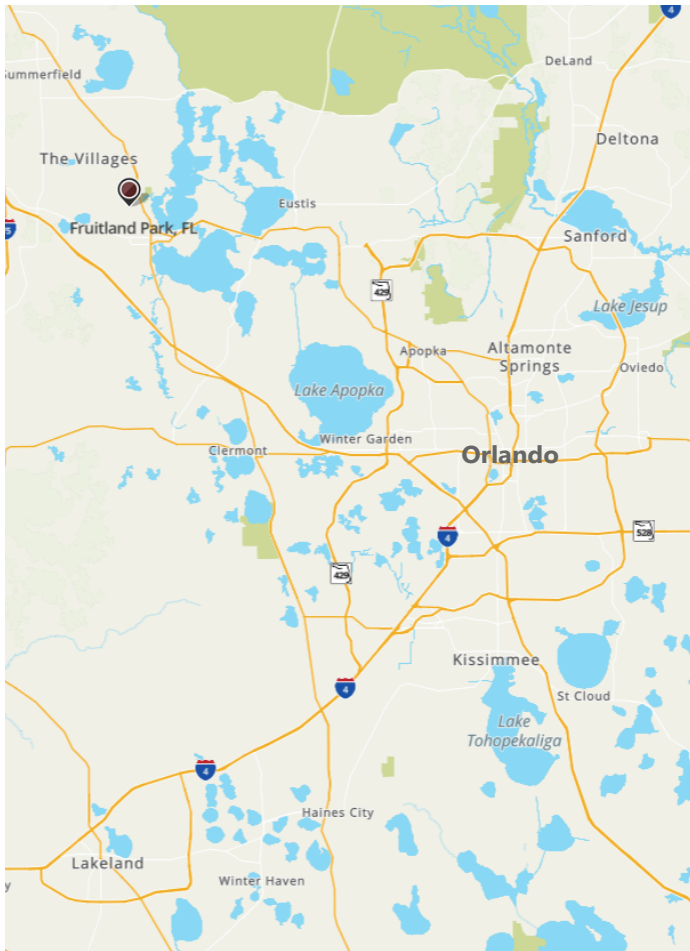 4
DeLand
Summerfield
Deltona
The Villages
Eustis
Fruitland Park, FL
Sanford
429
Lake Jesup
Apopka
Altamonte
Springs
Oviedo
Lake Apopka
Winter Garden
Clermont
Orlando
4
528
429
Kissimmee
4
St Cloud
Lake
Tohopekaliga
4
Haines City
Lakeland
Winter Haven